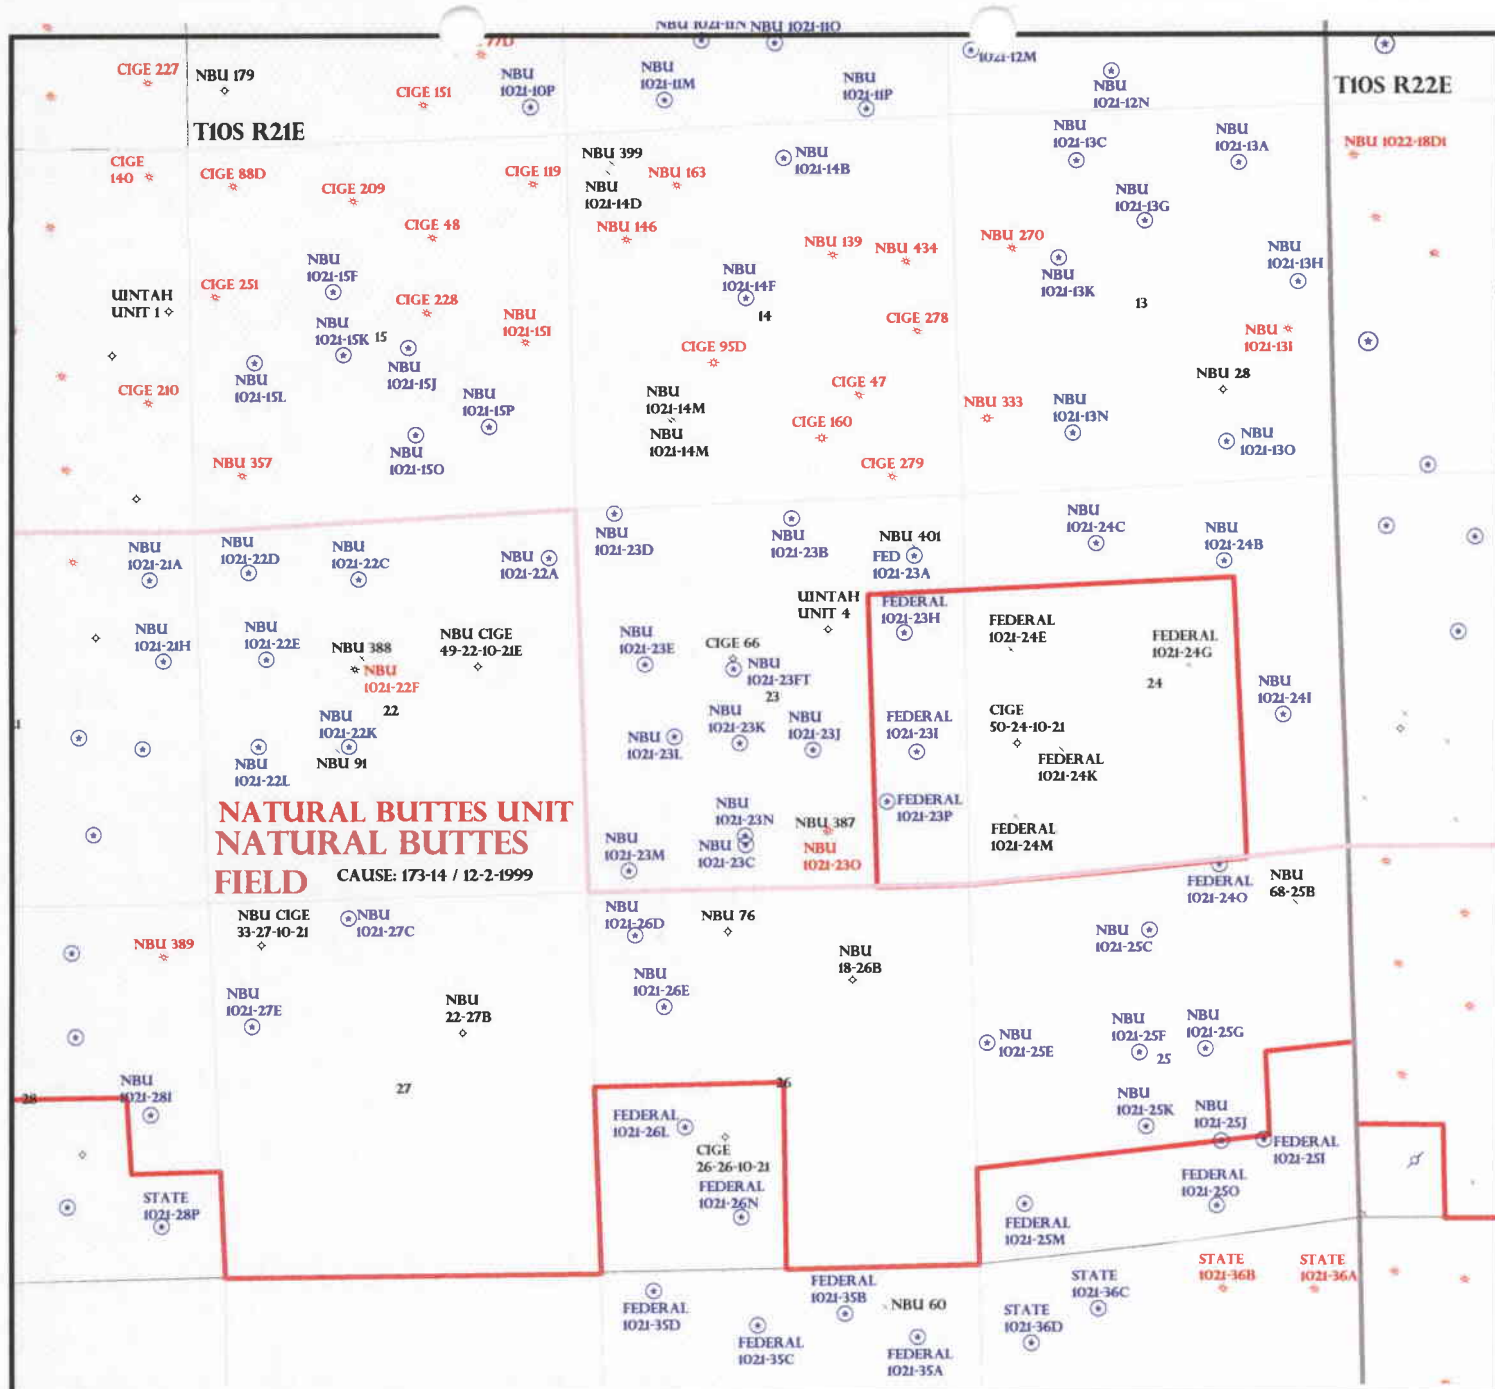 NBU 1021-11N NBU 1021-11O
77D
1021-12M
CIGE 227
NBU 179
CIGE 151
NBU
1021-10P
NBU
1021-11M
NBU
1021-11P
NBU
1021-12N
T10S R22E
T10S R21E
NBU
1021-13C
NBU
1021-13A
NBU 1022-18D1
CIGE
140
CIGE 88D
CIGE 209
CIGE 119
NBU 399
NBU
1021-14D
NBU 163
NBU
1021-14B
NBU
1021-13G
CIGE 48
NBU 146
NBU 139
NBU 434
NBU 270
NBU
1021-13H
UINTAH
UNIT 1
CIGE 251
NBU
1021-15F
CIGE 228
NBU
1021-14F
14
NBU
1021-13K
13
NBU
1021-15K
15
NBU
1021-15I
CIGE 278
NBU
1021-13I
CIGE 210
NBU
1021-15L
NBU
1021-15J
CIGE 95D
NBU 28
NBU
1021-15P
NBU
1021-14M
NBU
1021-14M
CIGE 47
NBU 333
NBU
1021-13N
CIGE 160
NBU
1021-13O
NBU 357
NBU
1021-15O
CIGE 279
NBU
1021-21A
NBU
1021-22D
NBU
1021-22C
NBU
1021-22A
NBU
1021-23D
NBU
1021-23B
NBU 401
FED
1021-23A
NBU
1021-24C
NBU
1021-24B
UINTAH
UNIT 4
FEDERAL
1021-23H
NBU
1021-21H
NBU
1021-22E
NBU 388
NBU
1021-22F
NBU CIGE
49-22-10-21E
NBU
1021-23E
CIGE 66
NBU
1021-23FT
23
FEDERAL
1021-24E
FEDERAL
1021-24G
24
22
NBU
1021-22K
NBU 91
NBU
1021-22L
NBU
1021-23L
NBU
1021-23K
NBU
1021-23J
FEDERAL
1021-23I
CIGE
50-24-10-21
FEDERAL
1021-24K
NBU
1021-24I
NATURAL BUTTES UNIT
NATURAL BUTTES
FIELD
CAUSE: 173-14 / 12-2-1999
NBU
1021-23N
NBU
1021-23M
NBU
1021-23C
NBU 387
NBU
1021-23O
FEDERAL
1021-23P
FEDERAL
1021-24M
FEDERAL
1021-24O
NBU
68-25B
NBU 389
NBU CIGE
33-27-10-21
NBU
1021-27C
NBU
1021-26D
NBU 76
NBU
18-26B
NBU
1021-25C
NBU
1021-27E
NBU
22-27B
NBU
1021-26E
NBU
1021-25E
NBU
1021-25F
25
NBU
1021-25G
28
NBU
1021-28I
27
26
FEDERAL
1021-26L
NBU
1021-25K
NBU
1021-25J
FEDERAL
1021-25I
CIGE
26-26-10-21
FEDERAL
1021-26N
STATE
1021-28P
FEDERAL
1021-25O
FEDERAL
1021-25M
FEDERAL
1021-35D
FEDERAL
1021-35C
FEDERAL
1021-35B
NBU 60
FEDERAL
1021-35A
STATE
1021-36D
STATE
1021-36C
STATE
1021-36B
STATE
1021-36A